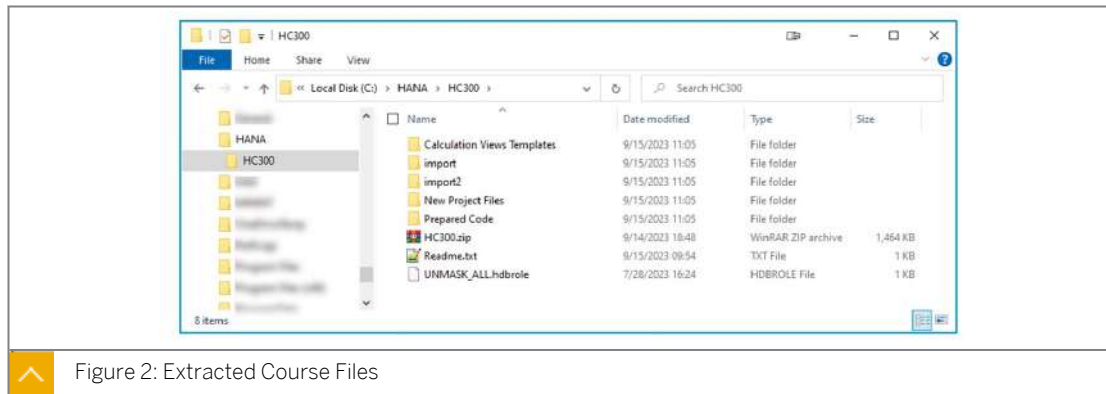 HC300
File Home Share View
« Local Disk (C:) › HANA › HC300 › Search HC300
Name Date modified Type Size
HANA
HC300
Calculation Views Templates 9/15/2023 11:05 File folder
import 9/15/2023 11:05 File folder
import2 9/15/2023 11:05 File folder
New Project Files 9/15/2023 11:05 File folder
Prepared Code 9/15/2023 11:05 File folder
HC300.zip 9/14/2023 18:48 WinRAR ZIP archive 1,464 KB
Readme.txt 9/15/2023 09:54 TXT File 1 KB
UNMASK_ALL.hdbrole 7/28/2023 16:24 HDBROLE File 1 KB
8 items
Figure 2: Extracted Course Files